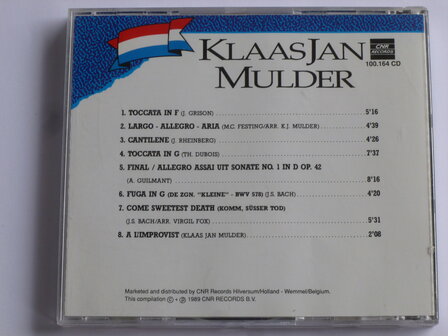 KLAAS JAN
MULDER
CNR
RECORDS
100.164 CD
1. TOCCATA IN F (J. GRISON) 5'16
2. LARGO - ALLEGRO - ARIA (M.C. FESTING/ARR. K.J. MULDER) 4'39
3. CANTILENE (J. RHEINBERG) 4'26
4. TOCCATA IN G (TH. DUBOIS) 7'37
5. FINAL / ALLEGRO ASSAI UIT SONATE NO. 1 IN D OP. 42
(A. GUILMANT) 8'16
6. FUGA IN G (DE ZGN. "KLEINE" - BWV 578) (J.S. BACH) 4'20
7. COME SWEETEST DEATH (KOMM, SÜSSER TOD)
(J.S. BACH/ARR. VIRGIL FOX) 5'31
8. A L'IMPROVIST (KLAAS JAN MULDER) 2'08
Marketed and distributed by CNR Records Hilversum/Holland - Wemmel/Belgium.
This compilation © + ℗ 1989 CNR RECORDS B.V.